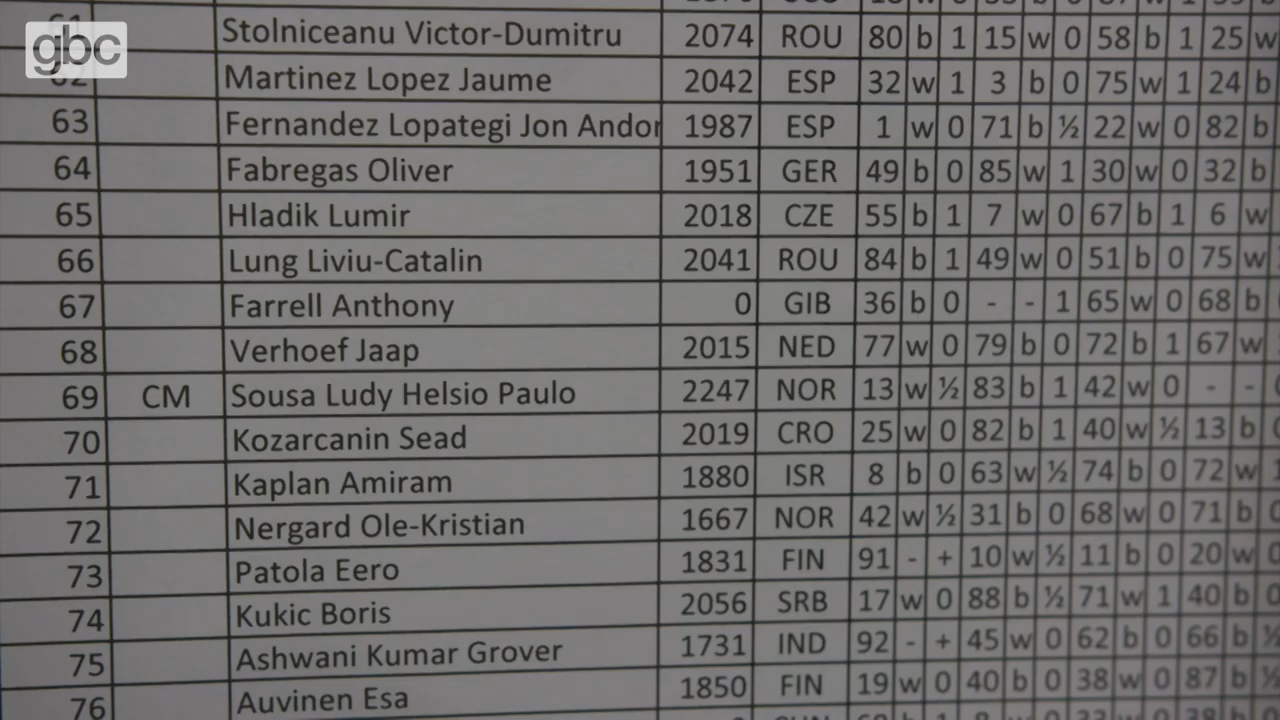 gbc
61 Stolniceanu Victor-Dumitru 2074 ROU 80 b 1 15 w 0 58 b 1 25 w
62 Martinez Lopez Jaume 2042 ESP 32 w 1 3 b 0 75 w 1 24 b
63 Fernandez Lopategi Jon Andor 1987 ESP 1 w 0 71 b ½ 22 w 0 82 b
64 Fabregas Oliver 1951 GER 49 b 0 85 w 1 30 w 0 32 b
65 Hladik Lumir 2018 CZE 55 b 1 7 w 0 67 b 1 6 w
66 Lung Liviu-Catalin 2041 ROU 84 b 1 49 w 0 51 b 0 75 w
67 Farrell Anthony 0 GIB 36 b 0 - - 1 65 w 0 68 b
68 Verhoef Jaap 2015 NED 77 w 0 79 b 0 72 b 1 67 w
69 CM Sousa Ludy Helsio Paulo 2247 NOR 13 w ½ 83 b 1 42 w 0 - -
70 Kozarcanin Sead 2019 CRO 25 w 0 82 b 1 40 w ½ 13 b
71 Kaplan Amiram 1880 ISR 8 b 0 63 w ½ 74 b 0 72 w
72 Nergard Ole-Kristian 1667 NOR 42 w ½ 31 b 0 68 w 0 71 b
73 Patola Eero 1831 FIN 91 - + 10 w ½ 11 b 0 20 w 0
74 Kukic Boris 2056 SRB 17 w 0 88 b ½ 71 w 1 40 b 0
75 Ashwani Kumar Grover 1731 IND 92 - + 45 w 0 62 b 0 66 b ½
76 Auvinen Esa 1850 FIN 19 w 0 40 b 0 38 w 0 87 b ½